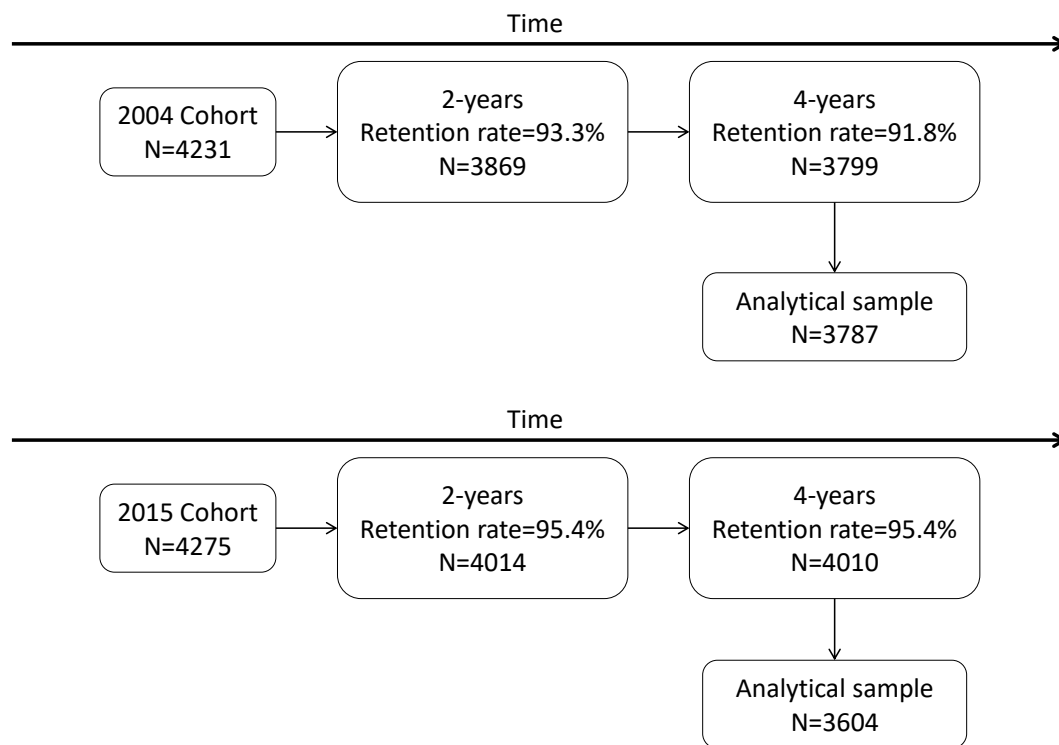 Time
2004 Cohort
N=4231
2-years
Retention rate=93.3%
N=3869
4-years
Retention rate=91.8%
N=3799
Analytical sample
N=3787
Time
2015 Cohort
N=4275
2-years
Retention rate=95.4%
N=4014
4-years
Retention rate=95.4%
N=4010
Analytical sample
N=3604